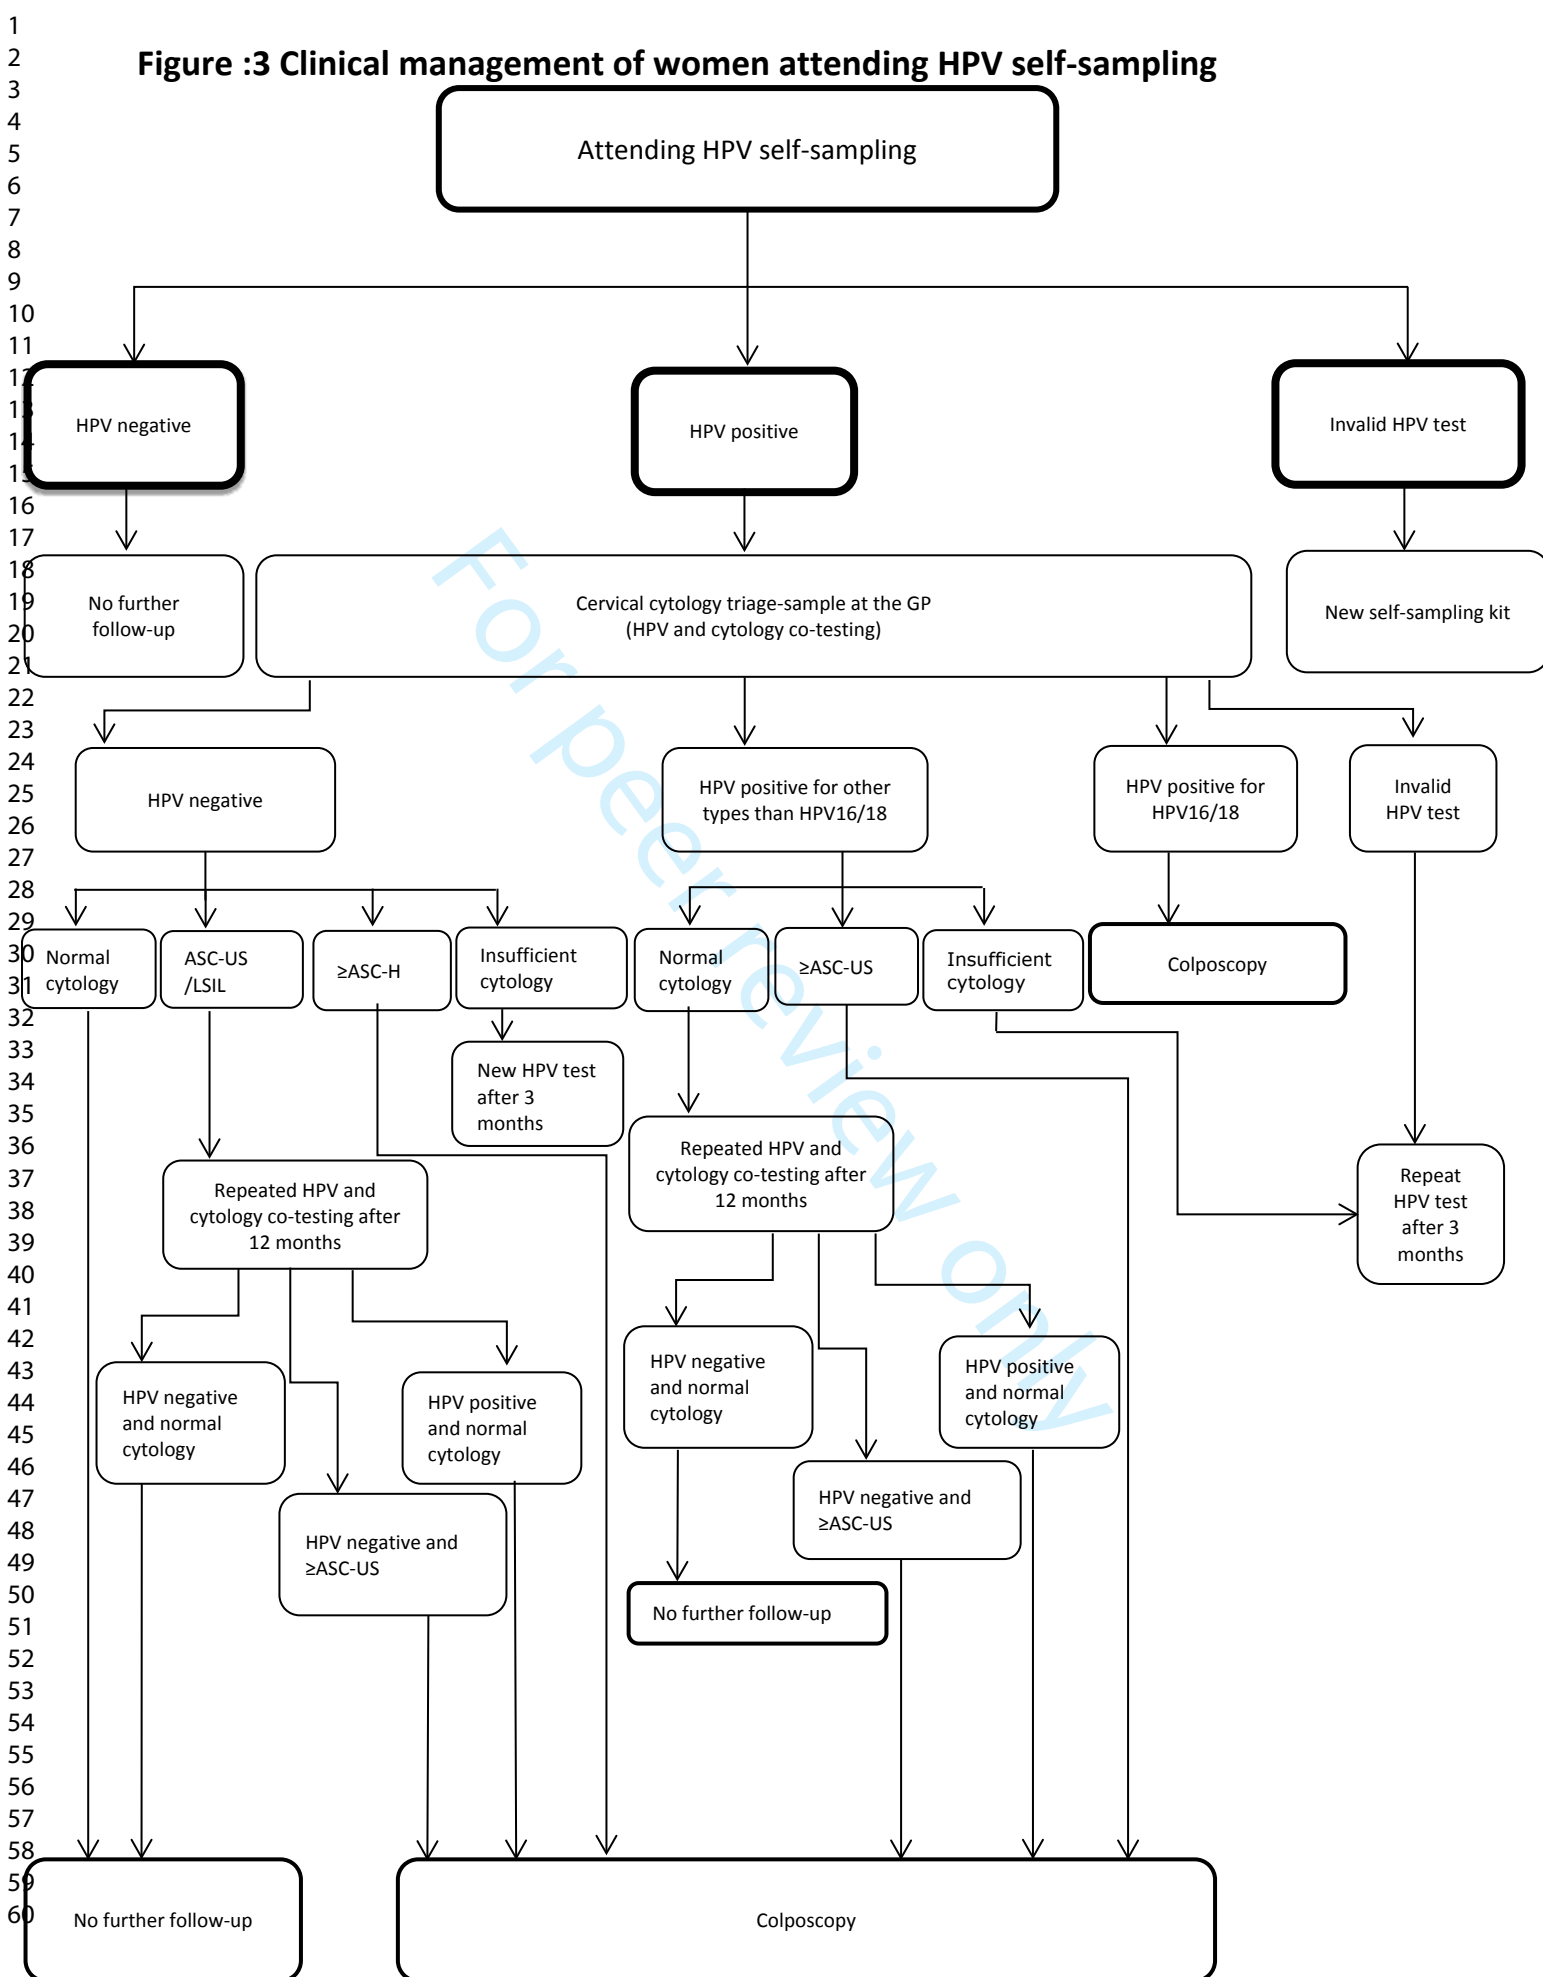 1
2
3
4
5
6
7
8
9
10
11
12
13
14
15
16
17
18
19
20
21
22
23
24
25
26
27
28
29
30
31
32
33
34
35
36
37
38
39
40
41
42
43
44
45
46
47
48
49
50
51
52
53
54
55
56
57
58
59
60
Figure :3 Clinical management of women attending HPV self-sampling
Attending HPV self-sampling
HPV negative
HPV positive
Invalid HPV test
No further
follow-up
Cervical cytology triage-sample at the GP
(HPV and cytology co-testing)
New self-sampling kit
HPV negative
HPV positive for other
types than HPV16/18
HPV positive for
HPV16/18
Invalid
HPV test
Normal
cytology
ASC-US
/LSIL
≥ASC-H
Insufficient
cytology
Normal
cytology
≥ASC-US
Insufficient
cytology
Colposcopy
New HPV test
after 3
months
Repeated HPV and
cytology co-testing after
12 months
Repeated HPV and
cytology co-testing after
12 months
Repeat
HPV test
after 3
months
HPV negative
and normal
cytology
HPV positive
and normal
cytology
HPV negative and
≥ASC-US
HPV negative
and normal
cytology
HPV positive
and normal
cytology
HPV negative and
≥ASC-US
No further follow-up
No further follow-up
Colposcopy
For peer review only